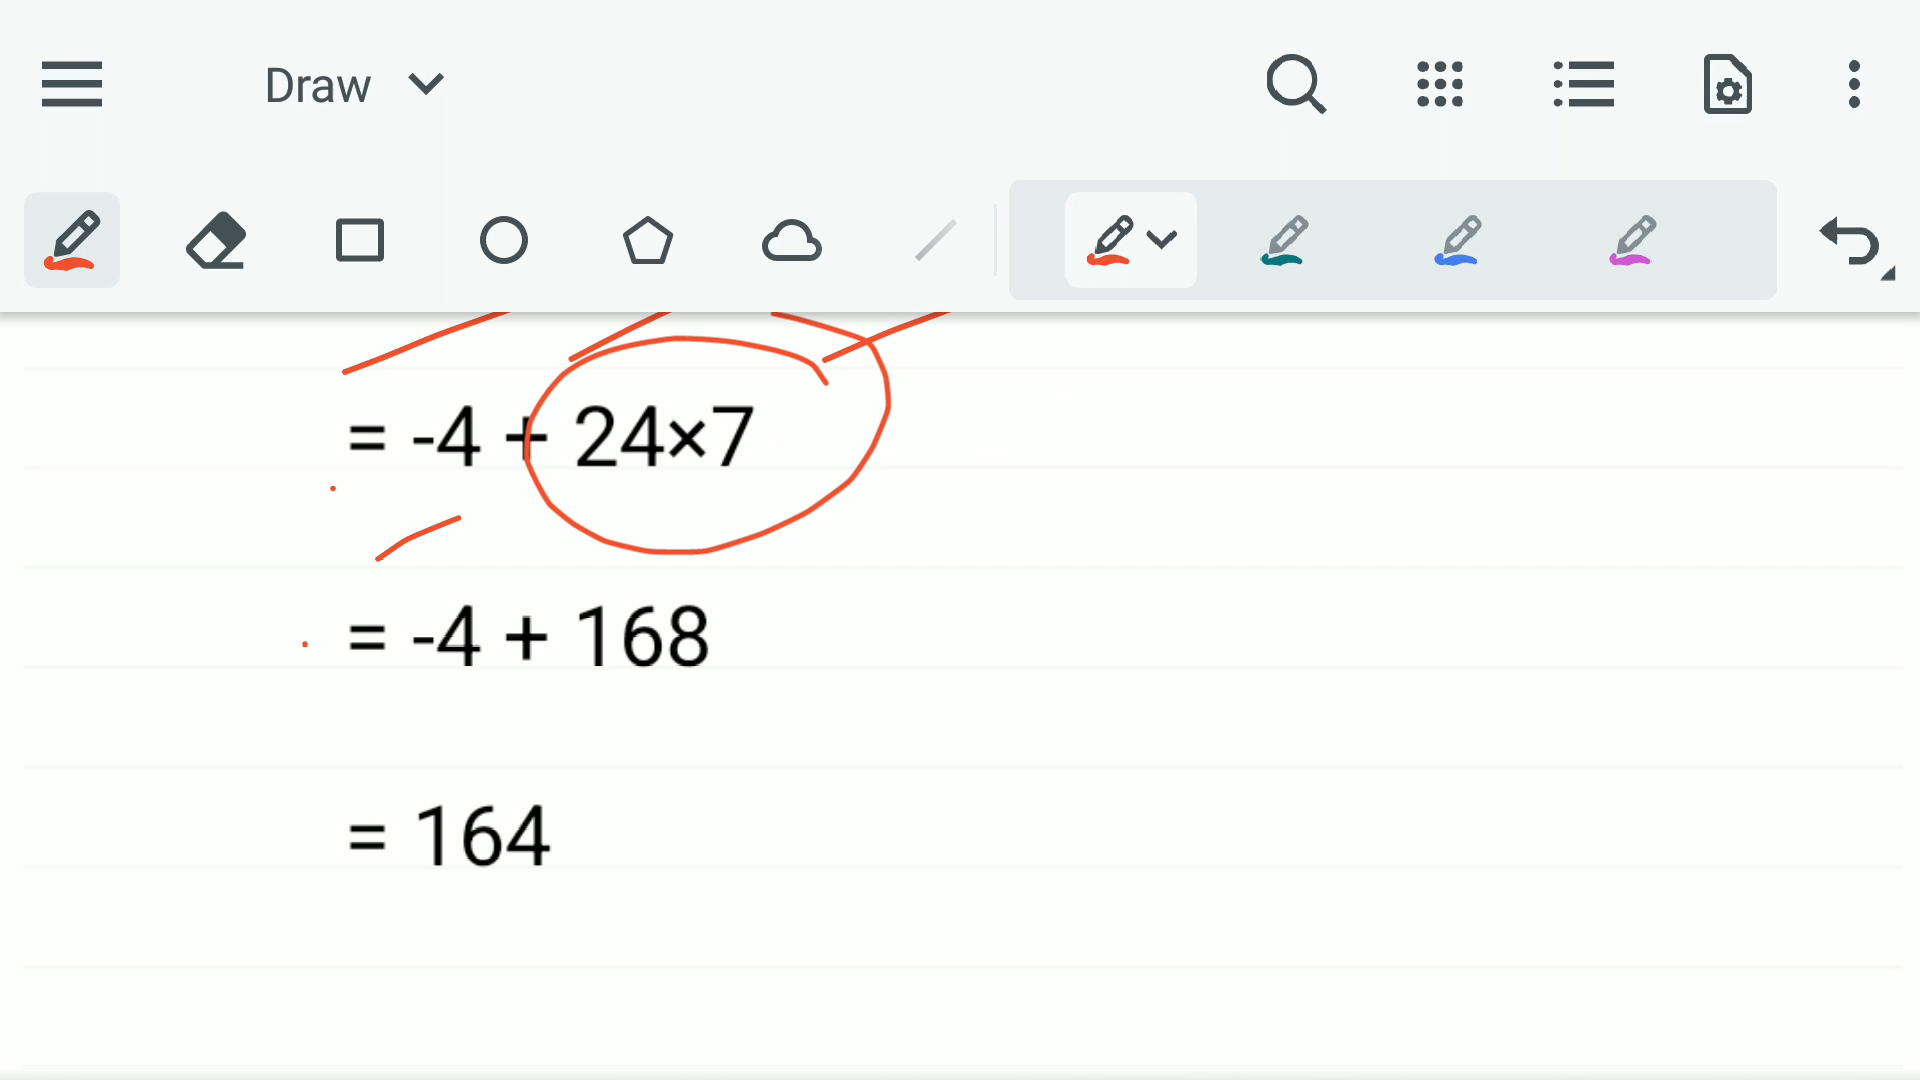 Draw
= -4 + 24×7
= -4 + 168
= 164